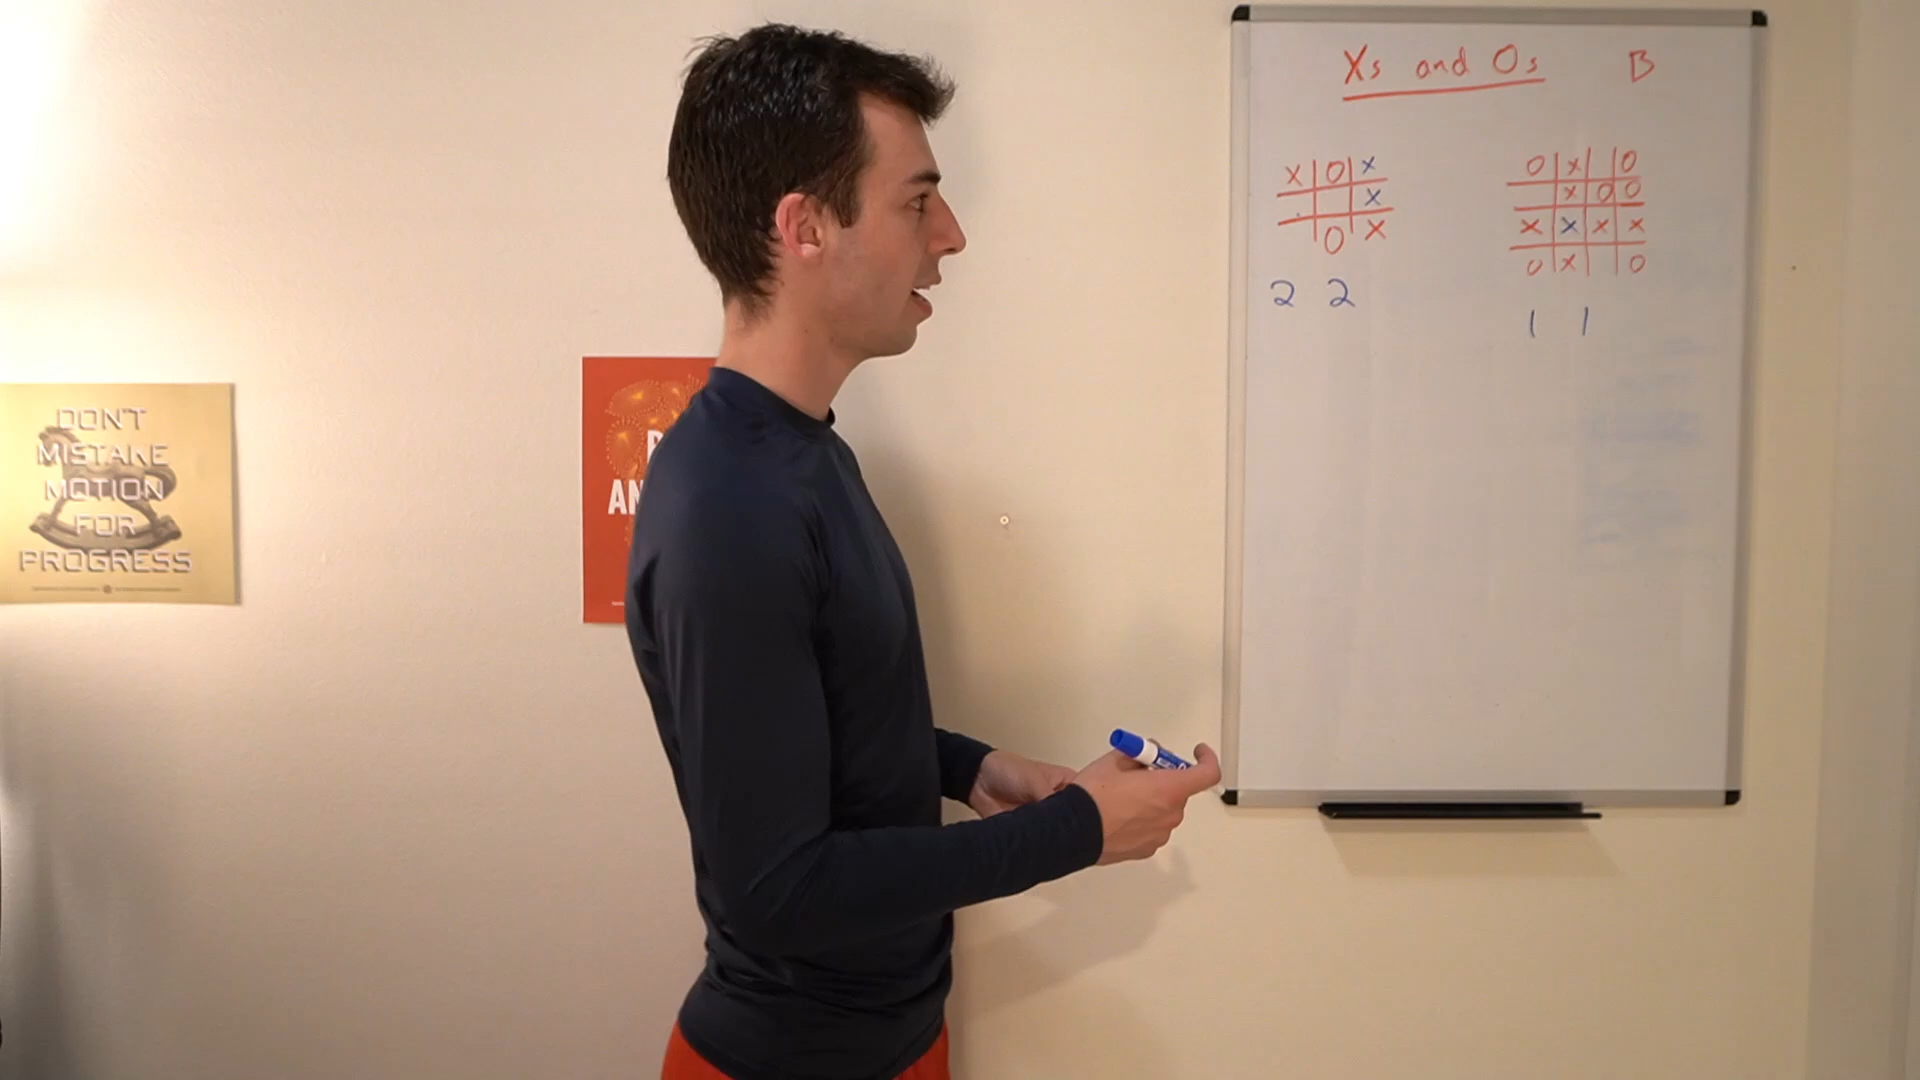 DON'T
MISTAKE
MOTION
FOR
PROGRESS
AN
Xs and Os B
X O X
X
O X
2 2
O X O
X O O
X X X X
O X O
1 1